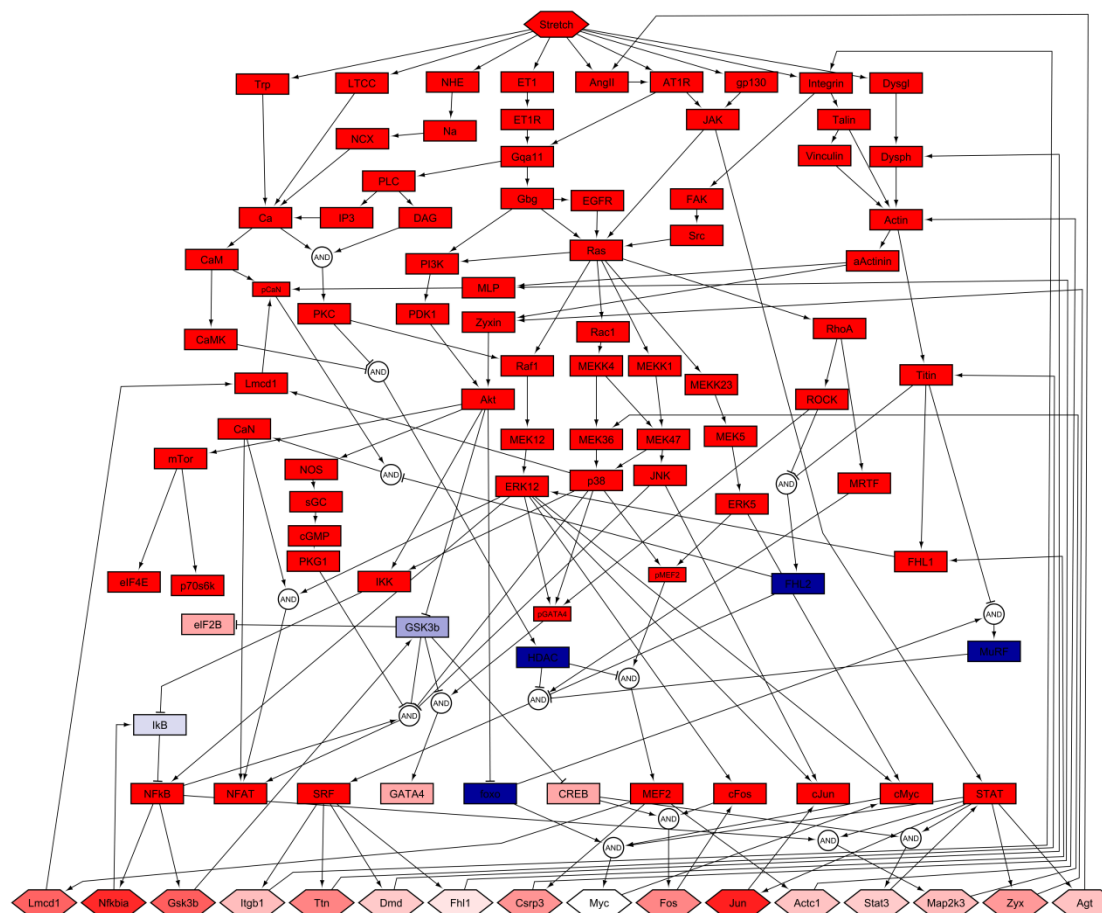 Stretch
Trp LTCC NHE ET1 AngII AT1R gp130 Integrin Dysgl
NCX Na ET1R JAK Talin
Gqa11 Vinculin Dysph
PLC
Gbg EGFR FAK
Ca IP3 DAG Actin
Src
CaM AND PI3K Ras aActinin
pCaN MLP
PKC PDK1 Zyxin Rac1 RhoA
CaMK Raf1 MEKK4 MEKK1
Lmcd1 AND MEKK23 Titin
Akt ROCK
CaN MEK12 MEK36 MEK47 MEK5
mTor NOS AND p38 JNK AND MRTF
sGC ERK12 ERK5
cGMP
PKG1 FHL1
eIF4E p70s6k IKK pMEF2 FHL2
AND pGATA4 AND
eIF2B GSK3b
HDAC MuRF
AND AND
IkB AND AND
NFkB NFAT SRF GATA4 foxo CREB MEF2 cFos cJun cMyc STAT
AND
AND AND AND
Lmcd1 Nfkbia Gsk3b Itgb1 Ttn Dmd Fhl1 Csrp3 Myc Fos Jun Actc1 Stat3 Map2k3 Zyx Agt